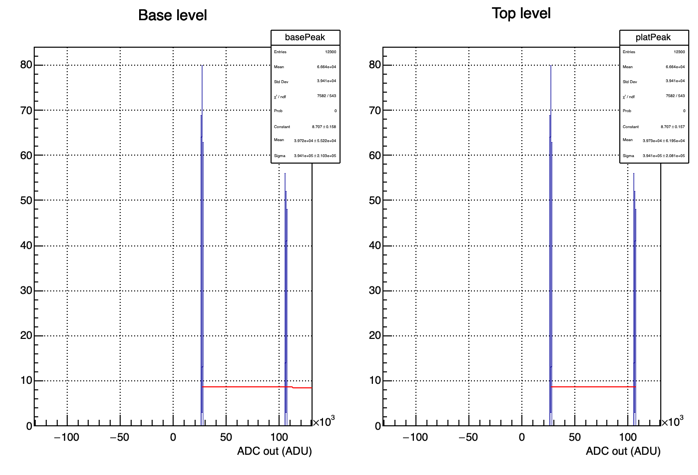 Base level
basePeak
Entries 10000
Mean 6.664e+04
Std Dev 3.941e+04
χ² / ndf 7582 / 543
Prob 0
Constant 8.707 ± 0.158
80
70
60
50
40
30
20
10
0
−100 −50 0 50 100
×10³
ADC out (ADU)
Top level
platPeak
Entries 10000
Mean 6.664e+04
Std Dev 3.941e+04
χ² / ndf 7582 / 543
Prob 0
Constant 8.707 ± 0.157
Mean
Sigma
80
70
60
50
40
30
20
10
0
−100 −50 0 50 100
×10³
ADC out (ADU)